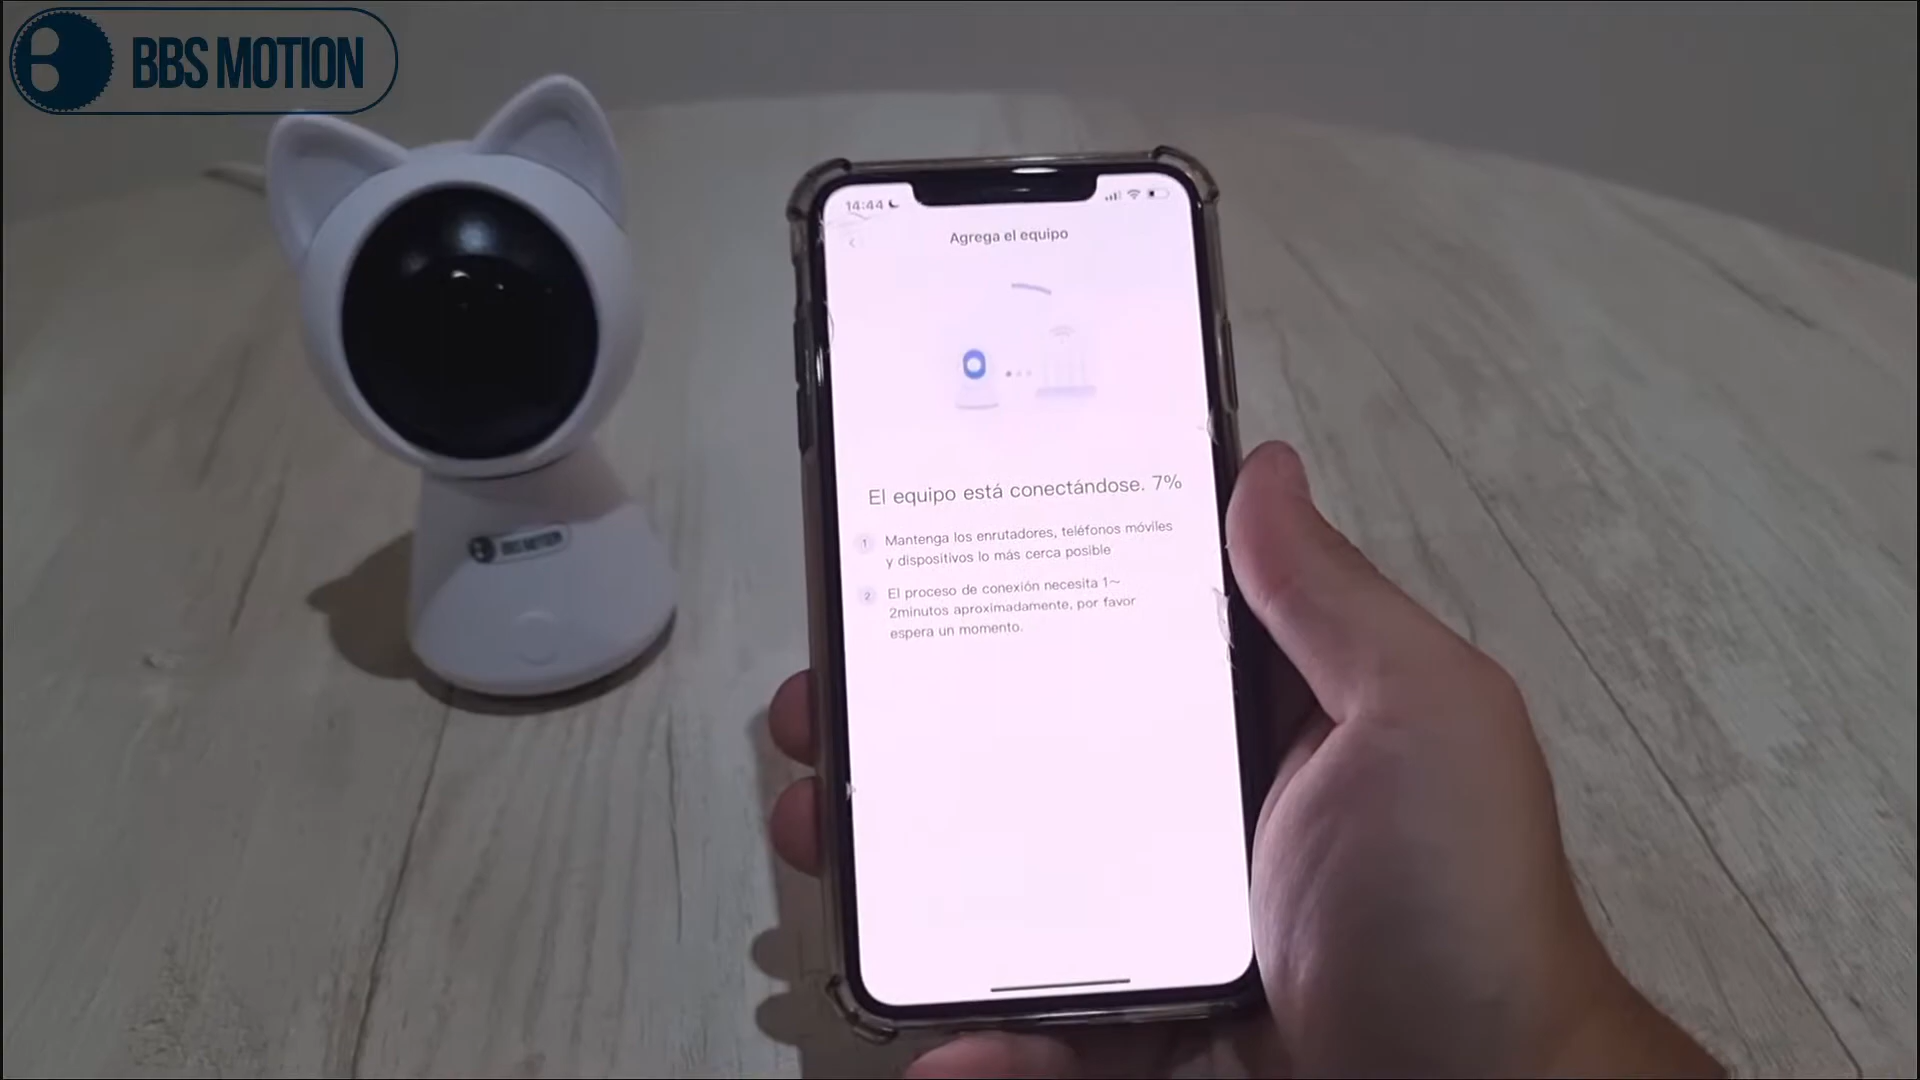 BBS MOTION
14:44
Agrega el equipo
El equipo está conectándose. 7%
1 Mantenga los enrutadores, teléfonos móviles
y dispositivos lo más cerca posible
2 El proceso de conexión necesita 1~
2minutos aproximadamente, por favor
espera un momento.
BBS MOTION